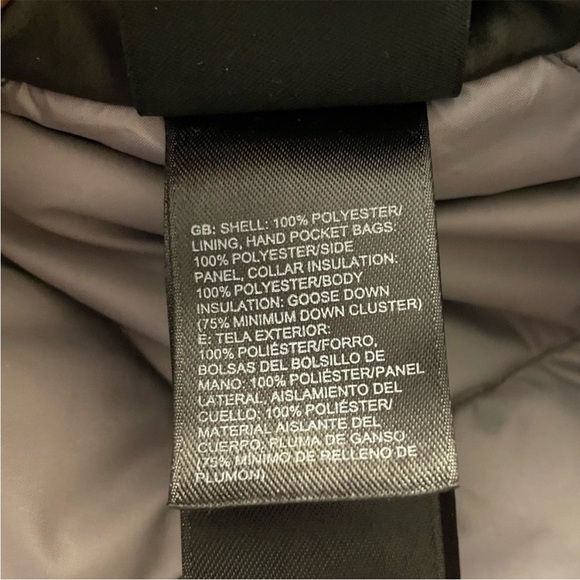 GB: SHELL: 100% POLYESTER/
LINING, HAND POCKET BAGS:
100% POLYESTER/SIDE
PANEL, COLLAR INSULATION:
100% POLYESTER/BODY
INSULATION: GOOSE DOWN
(75% MINIMUM DOWN CLUSTER)
E: TELA EXTERIOR:
100% POLIÉSTER/FORRO,
BOLSAS DEL BOLSILLO DE
MANO: 100% POLIÉSTER/PANEL
LATERAL, AISLAMIENTO DEL
CUELLO: 100% POLIÉSTER/
MATERIAL AISLANTE DEL
CUERPO: PLUMA DE GANSO
(75% MÍNIMO DE RELLENO DE
PLUMÓN)